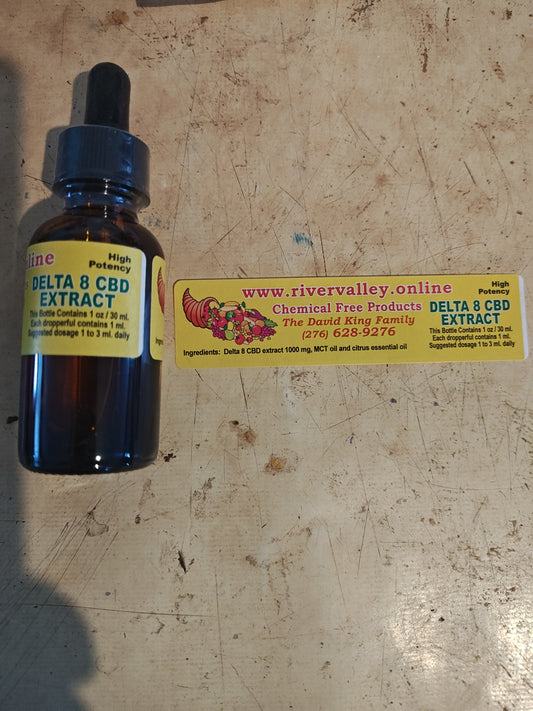 line
High
Potency
s DELTA 8 CBD
EXTRACT
This Bottle Contains 1 oz / 30 ml.
Each dropperful contains 1 ml.
Suggested dosage 1 to 3 ml. daily
Ingre
www.rivervalley.online
Chemical Free Products
The David King Family
(276) 628-9276
Ingredients: Delta 8 CBD extract 1000 mg, MCT oil and citrus essential oil
High
Potency
DELTA 8 CBD
EXTRACT
This Bottle Contains 1 oz / 30 ml.
Each dropperful contains 1 ml.
Suggested dosage 1 to 3 ml. daily